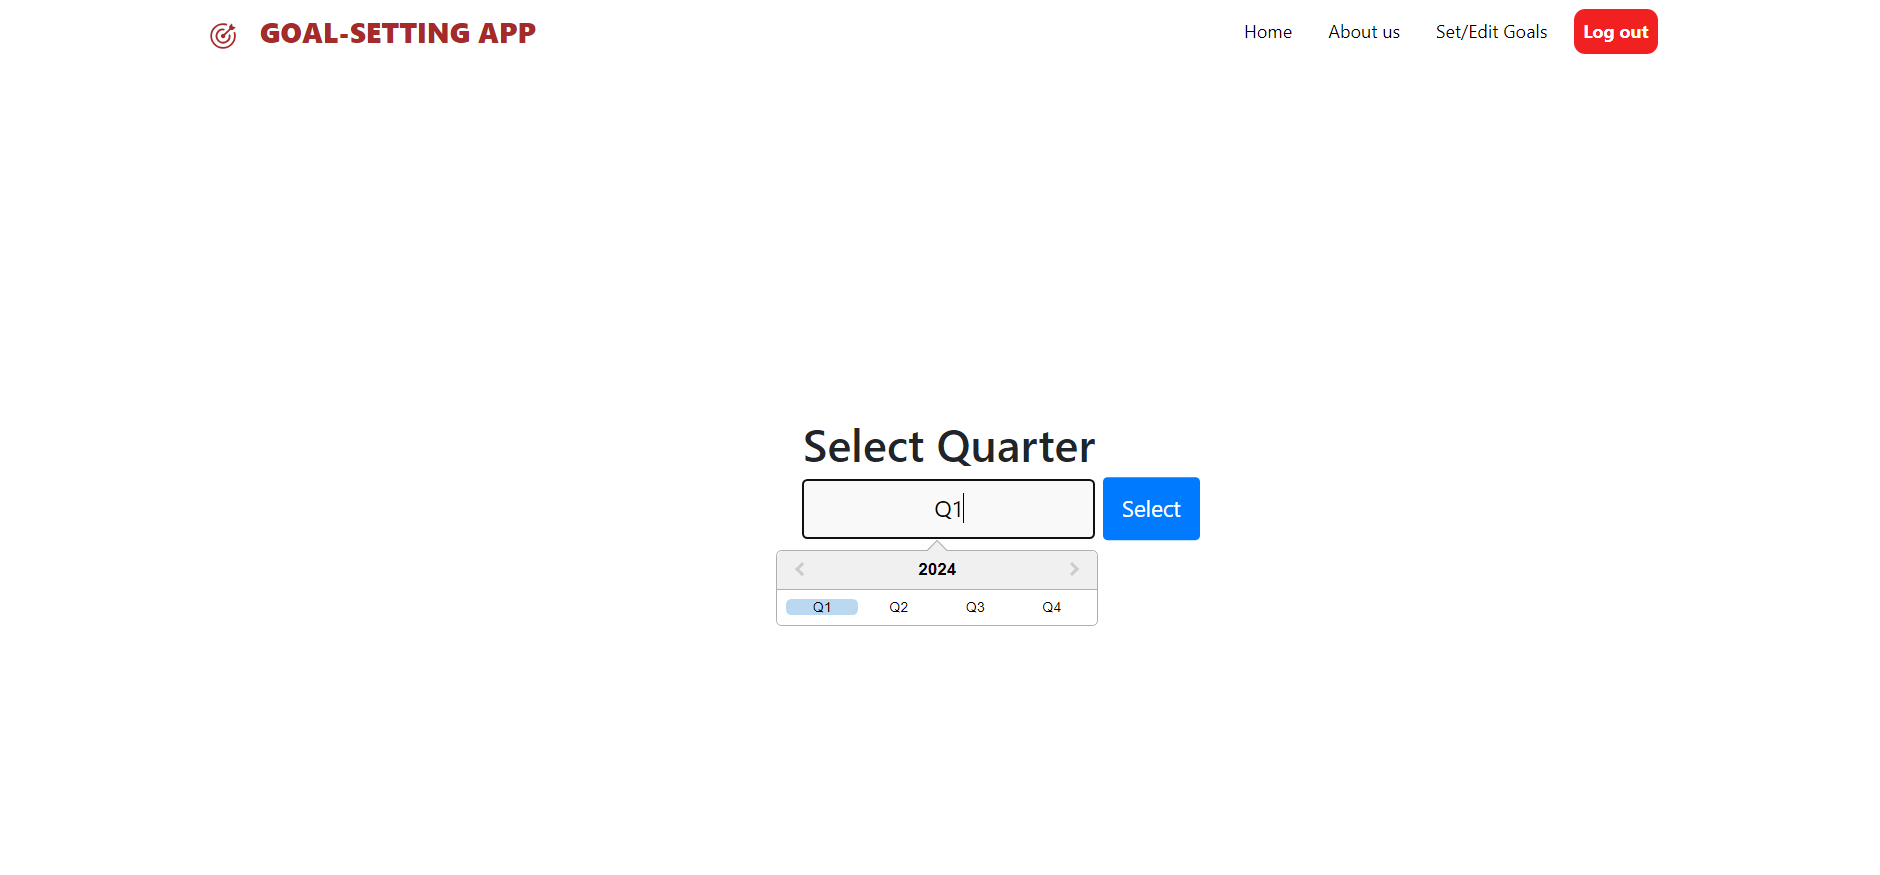 GOAL-SETTING APP
Home About us Set/Edit Goals Log out
Select Quarter
Q1 Select
2024
Q1 Q2 Q3 Q4